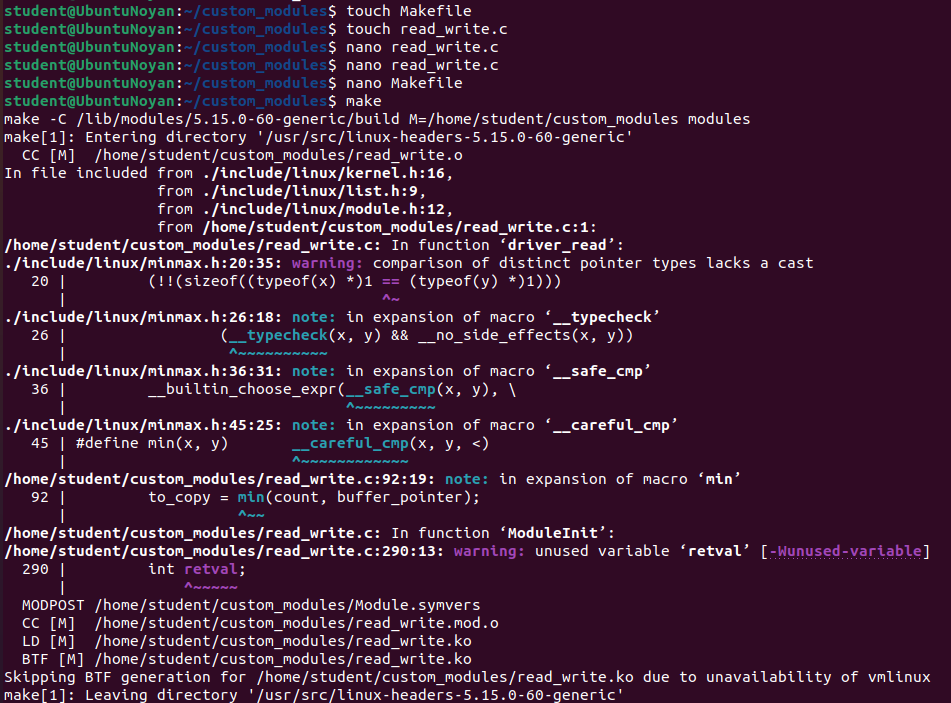 student@UbuntuNoyan:~/custom_modules$ touch Makefile
student@UbuntuNoyan:~/custom_modules$ touch read_write.c
student@UbuntuNoyan:~/custom_modules$ nano read_write.c
student@UbuntuNoyan:~/custom_modules$ nano read_write.c
student@UbuntuNoyan:~/custom_modules$ nano Makefile
student@UbuntuNoyan:~/custom_modules$ make
make -C /lib/modules/5.15.0-60-generic/build M=/home/student/custom_modules modules
make[1]: Entering directory '/usr/src/linux-headers-5.15.0-60-generic'
  CC [M]  /home/student/custom_modules/read_write.o
In file included from ./include/linux/kernel.h:16,
                 from ./include/linux/list.h:9,
                 from ./include/linux/module.h:12,
                 from /home/student/custom_modules/read_write.c:1:
/home/student/custom_modules/read_write.c: In function ‘driver_read’:
./include/linux/minmax.h:20:35: warning: comparison of distinct pointer types lacks a cast
   20 |         (!!(sizeof((typeof(x) *)1 == (typeof(y) *)1)))
      |                                   ^~
./include/linux/minmax.h:26:18: note: in expansion of macro ‘__typecheck’
   26 |                 (__typecheck(x, y) && __no_side_effects(x, y))
      |                  ^~~~~~~~~~~
./include/linux/minmax.h:36:31: note: in expansion of macro ‘__safe_cmp’
   36 |         __builtin_choose_expr(__safe_cmp(x, y), \
      |                               ^~~~~~~~~~
./include/linux/minmax.h:45:25: note: in expansion of macro ‘__careful_cmp’
   45 | #define min(x, y)       __careful_cmp(x, y, <)
      |                         ^~~~~~~~~~~~~
/home/student/custom_modules/read_write.c:92:19: note: in expansion of macro ‘min’
   92 |         to_copy = min(count, buffer_pointer);
      |                   ^~~
/home/student/custom_modules/read_write.c: In function ‘ModuleInit’:
/home/student/custom_modules/read_write.c:290:13: warning: unused variable ‘retval’ [-Wunused-variable]
  290 |         int retval;
      |             ^~~~~~
  MODPOST /home/student/custom_modules/Module.symvers
  CC [M]  /home/student/custom_modules/read_write.mod.o
  LD [M]  /home/student/custom_modules/read_write.ko
  BTF [M] /home/student/custom_modules/read_write.ko
Skipping BTF generation for /home/student/custom_modules/read_write.ko due to unavailability of vmlinux
make[1]: Leaving directory '/usr/src/linux-headers-5.15.0-60-generic'